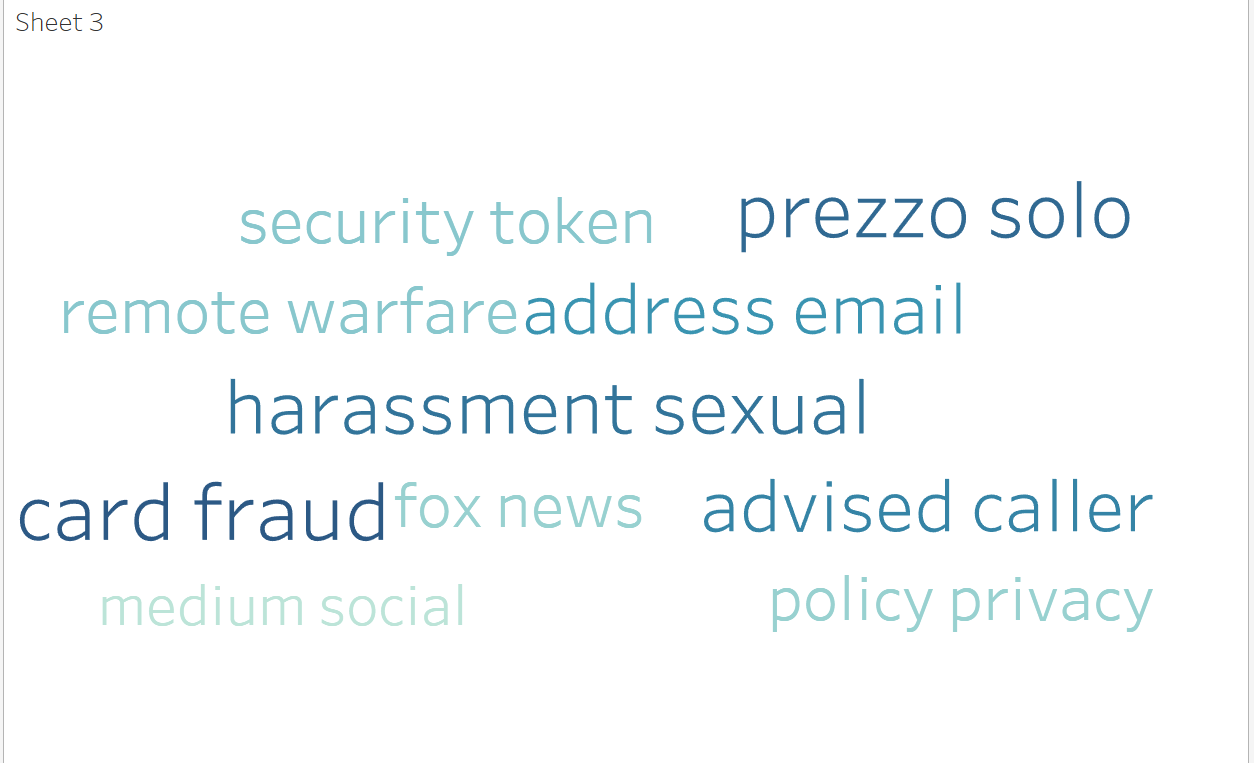 Sheet 3
security token
prezzo solo
remote warfare
address email
harassment sexual
card fraud
fox news
advised caller
medium social
policy privacy